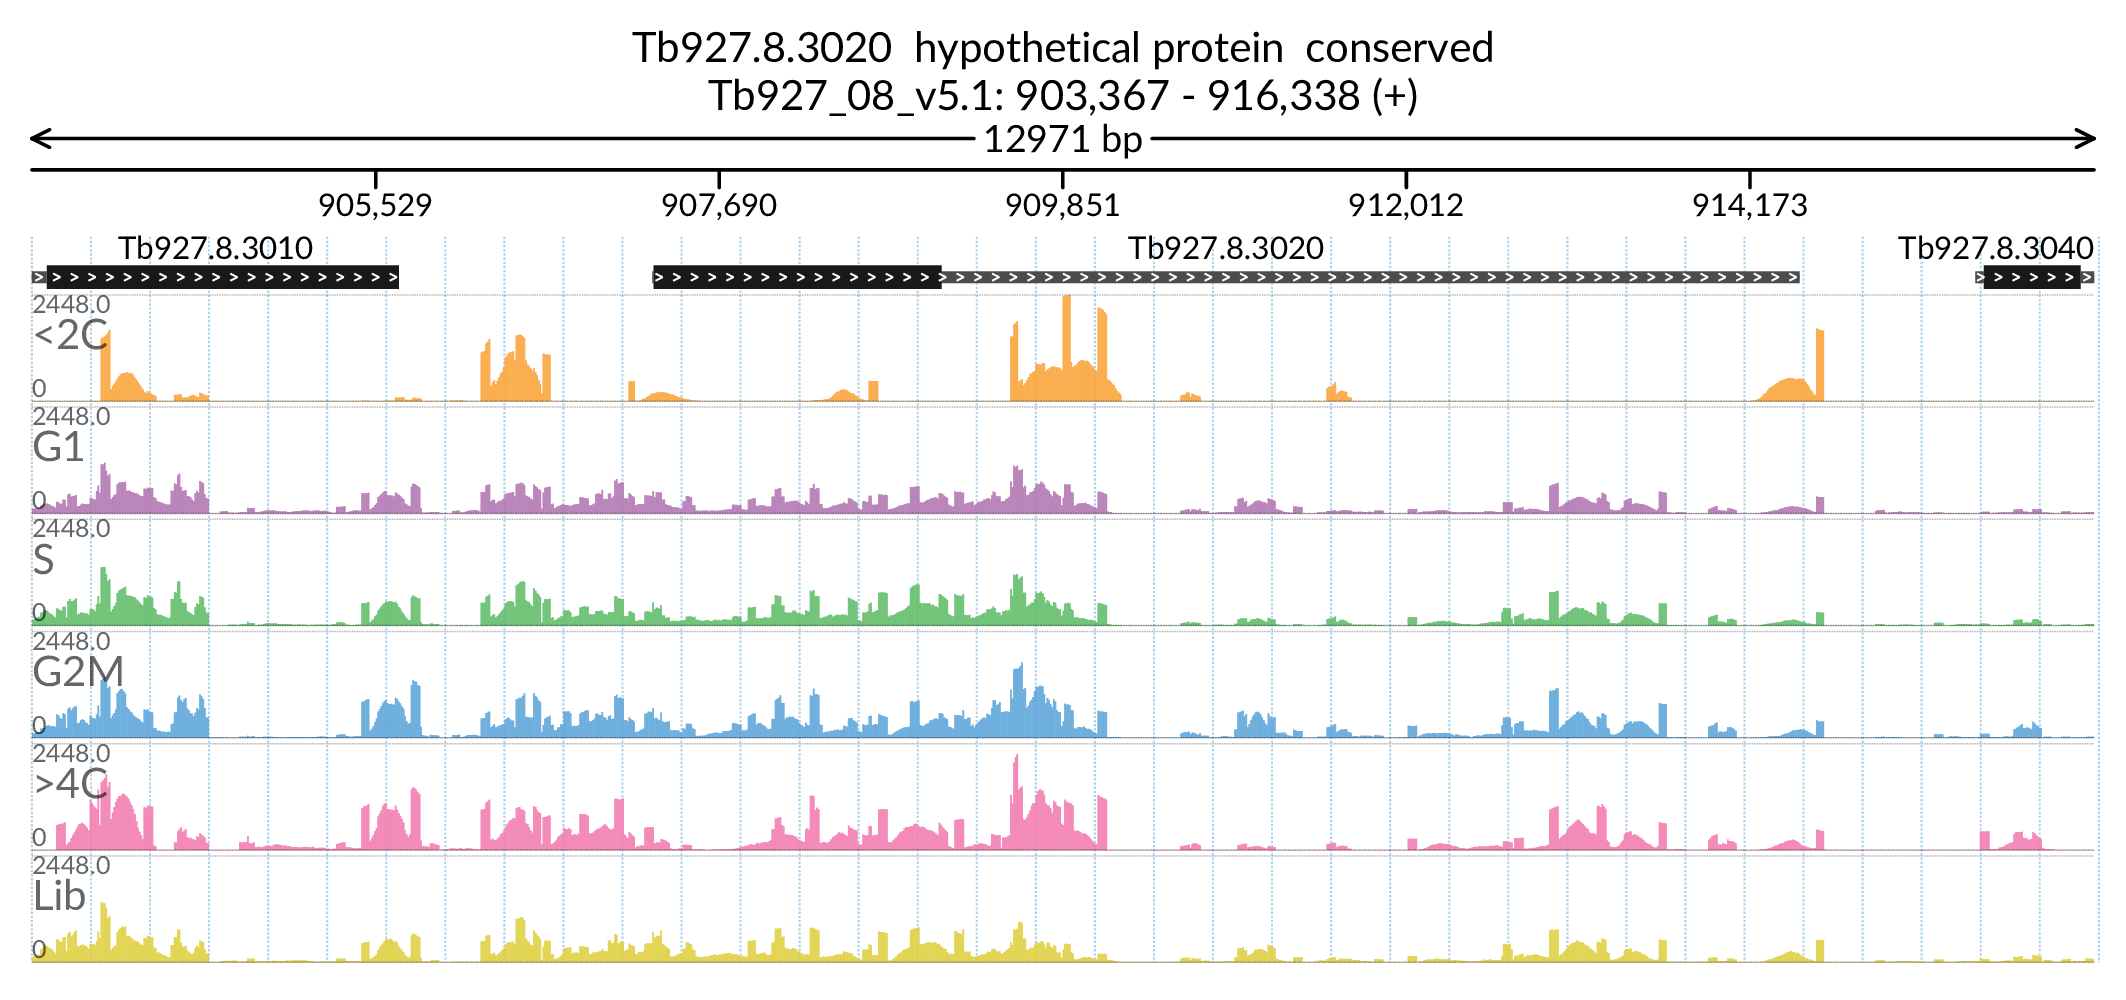 Tb927.8.3020  hypothetical protein  conserved
Tb927_08_v5.1: 903,367 - 916,338 (+)
12971 bp
905,529 907,690 909,851 912,012 914,173
Tb927.8.3010 Tb927.8.3020 Tb927.8.3040
2448.0
<2C
0
2448.0
G1
0
2448.0
S
0
2448.0
G2M
0
2448.0
>4C
0
2448.0
Lib
0